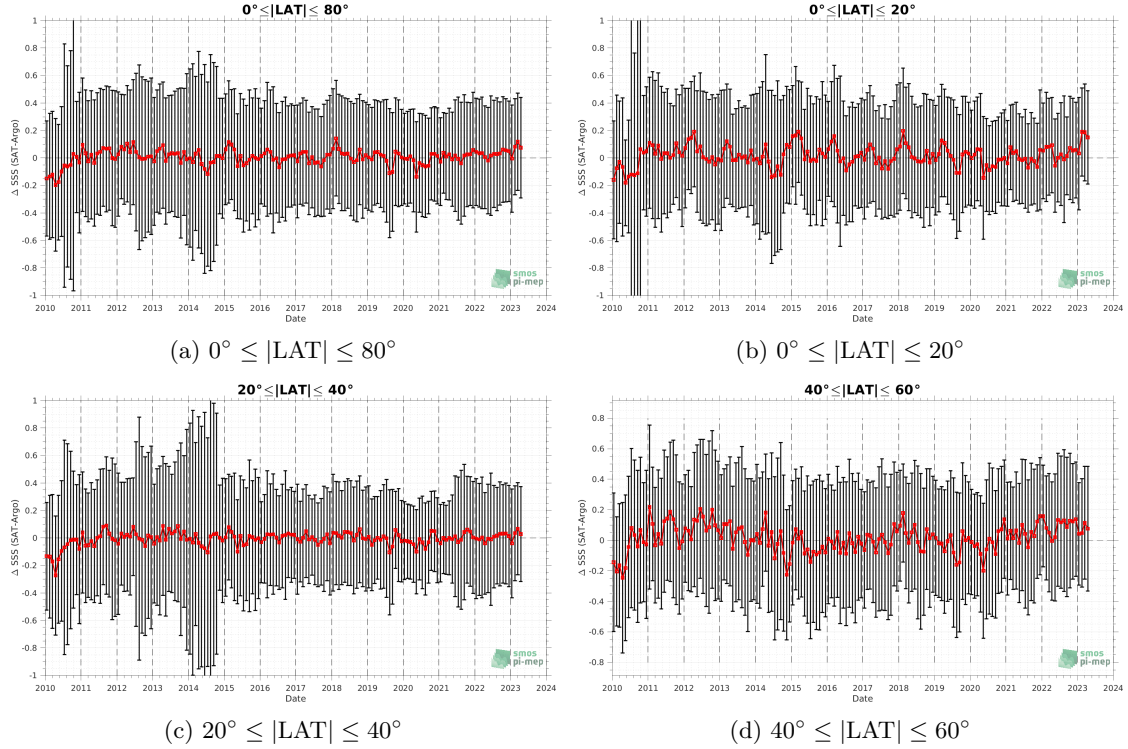 0°≤|LAT|≤ 80°
1
0.8
0.6
0.4
0.2
0
-0.2
-0.4
-0.6
-0.8
-1
Δ SSS (SAT-Argo)
2010 2011 2012 2013 2014 2015 2016 2017 2018 2019 2020 2021 2022 2023 2024
Date
smos
pi-mep
(a) 0° ≤ |LAT| ≤ 80°
0°≤|LAT|≤ 20°
1
0.8
0.6
0.4
0.2
0
-0.2
-0.4
-0.6
-0.8
-1
Δ SSS (SAT-Argo)
2010 2011 2012 2013 2014 2015 2016 2017 2018 2019 2020 2021 2022 2023 2024
Date
smos
pi-mep
(b) 0° ≤ |LAT| ≤ 20°
20°≤|LAT|≤ 40°
1
0.8
0.6
0.4
0.2
0
-0.2
-0.4
-0.6
-0.8
-1
Δ SSS (SAT-Argo)
2010 2011 2012 2013 2014 2015 2016 2017 2018 2019 2020 2021 2022 2023 2024
Date
smos
pi-mep
(c) 20° ≤ |LAT| ≤ 40°
40°≤|LAT|≤ 60°
0.8
0.6
0.4
0.2
0
-0.2
-0.4
-0.6
-0.8
Δ SSS (SAT-Argo)
2010 2011 2012 2013 2014 2015 2016 2017 2018 2019 2020 2021 2022 2023 2024
Date
smos
pi-mep
(d) 40° ≤ |LAT| ≤ 60°